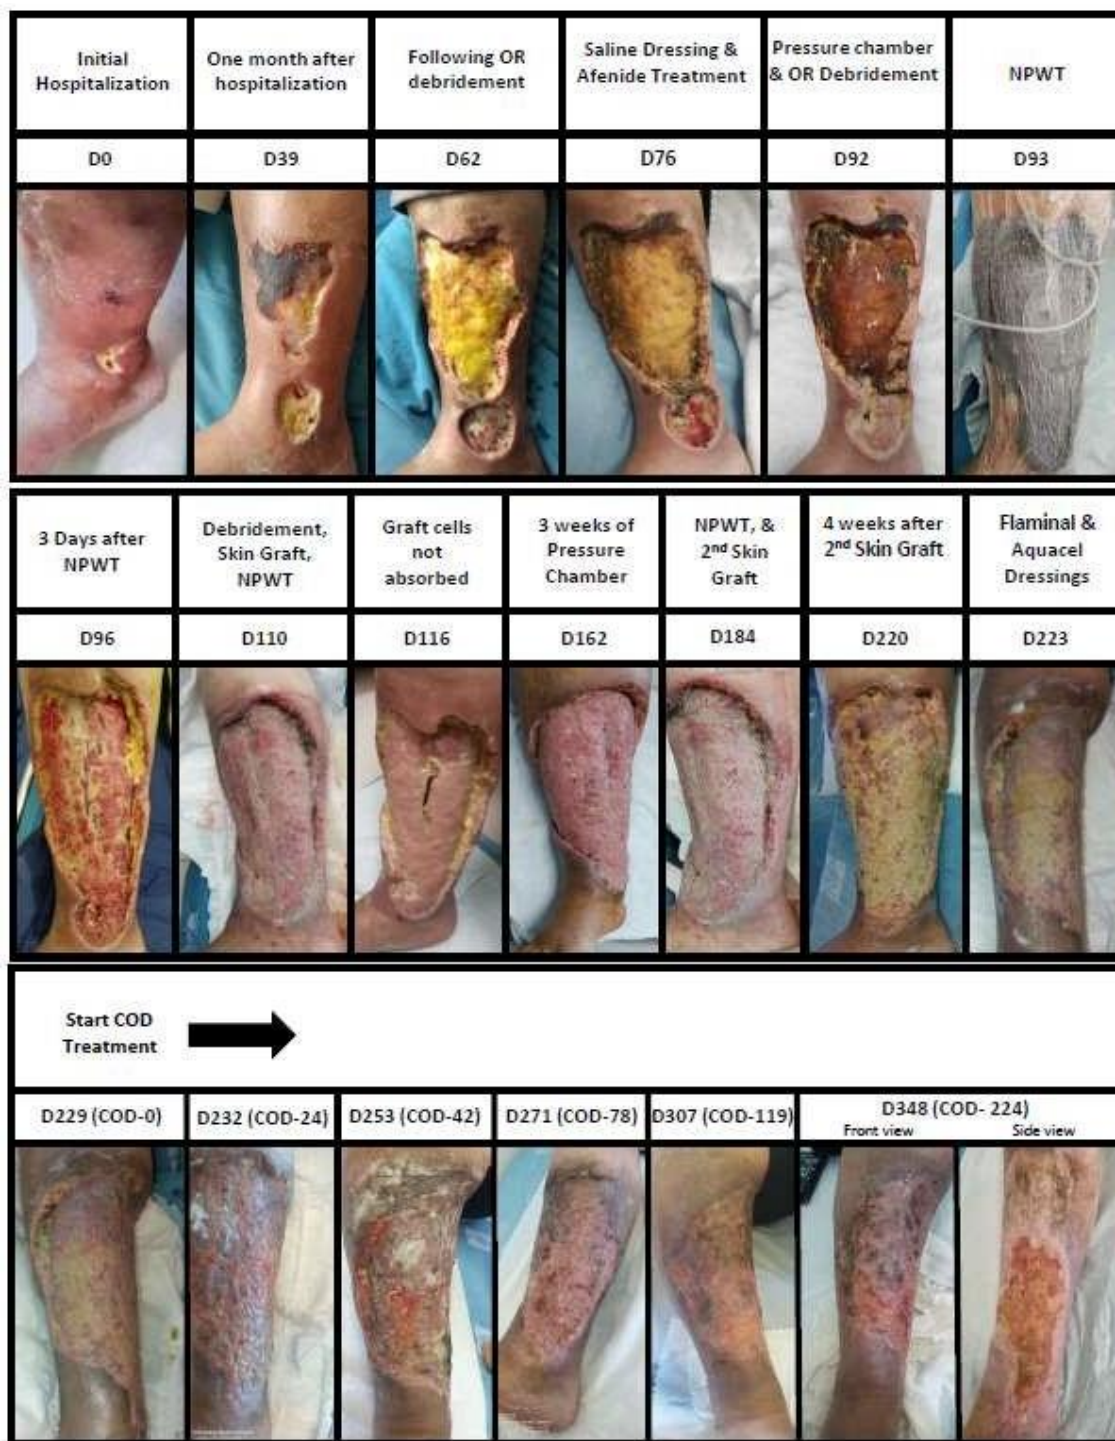 Initial
Hospitalization
One month after
hospitalization
Following OR
debridement
Saline Dressing &
Afenide Treatment
Pressure chamber
& OR Debridement
NPWT
D0
D39
D62
D76
D92
D93
3 Days after
NPWT
Debridement,
Skin Graft,
NPWT
Graft cells
not
absorbed
3 weeks of
Pressure
Chamber
NPWT, &
2nd Skin
Graft
4 weeks after
2nd Skin Graft
Flaminal &
Aquacel
Dressings
D96
D110
D116
D162
D184
D220
D223
Start COD
Treatment
D229 (COD-0)
D232 (COD-24)
D253 (COD-42)
D271 (COD-78)
D307 (COD-119)
D348 (COD- 224)
Front view
Side view